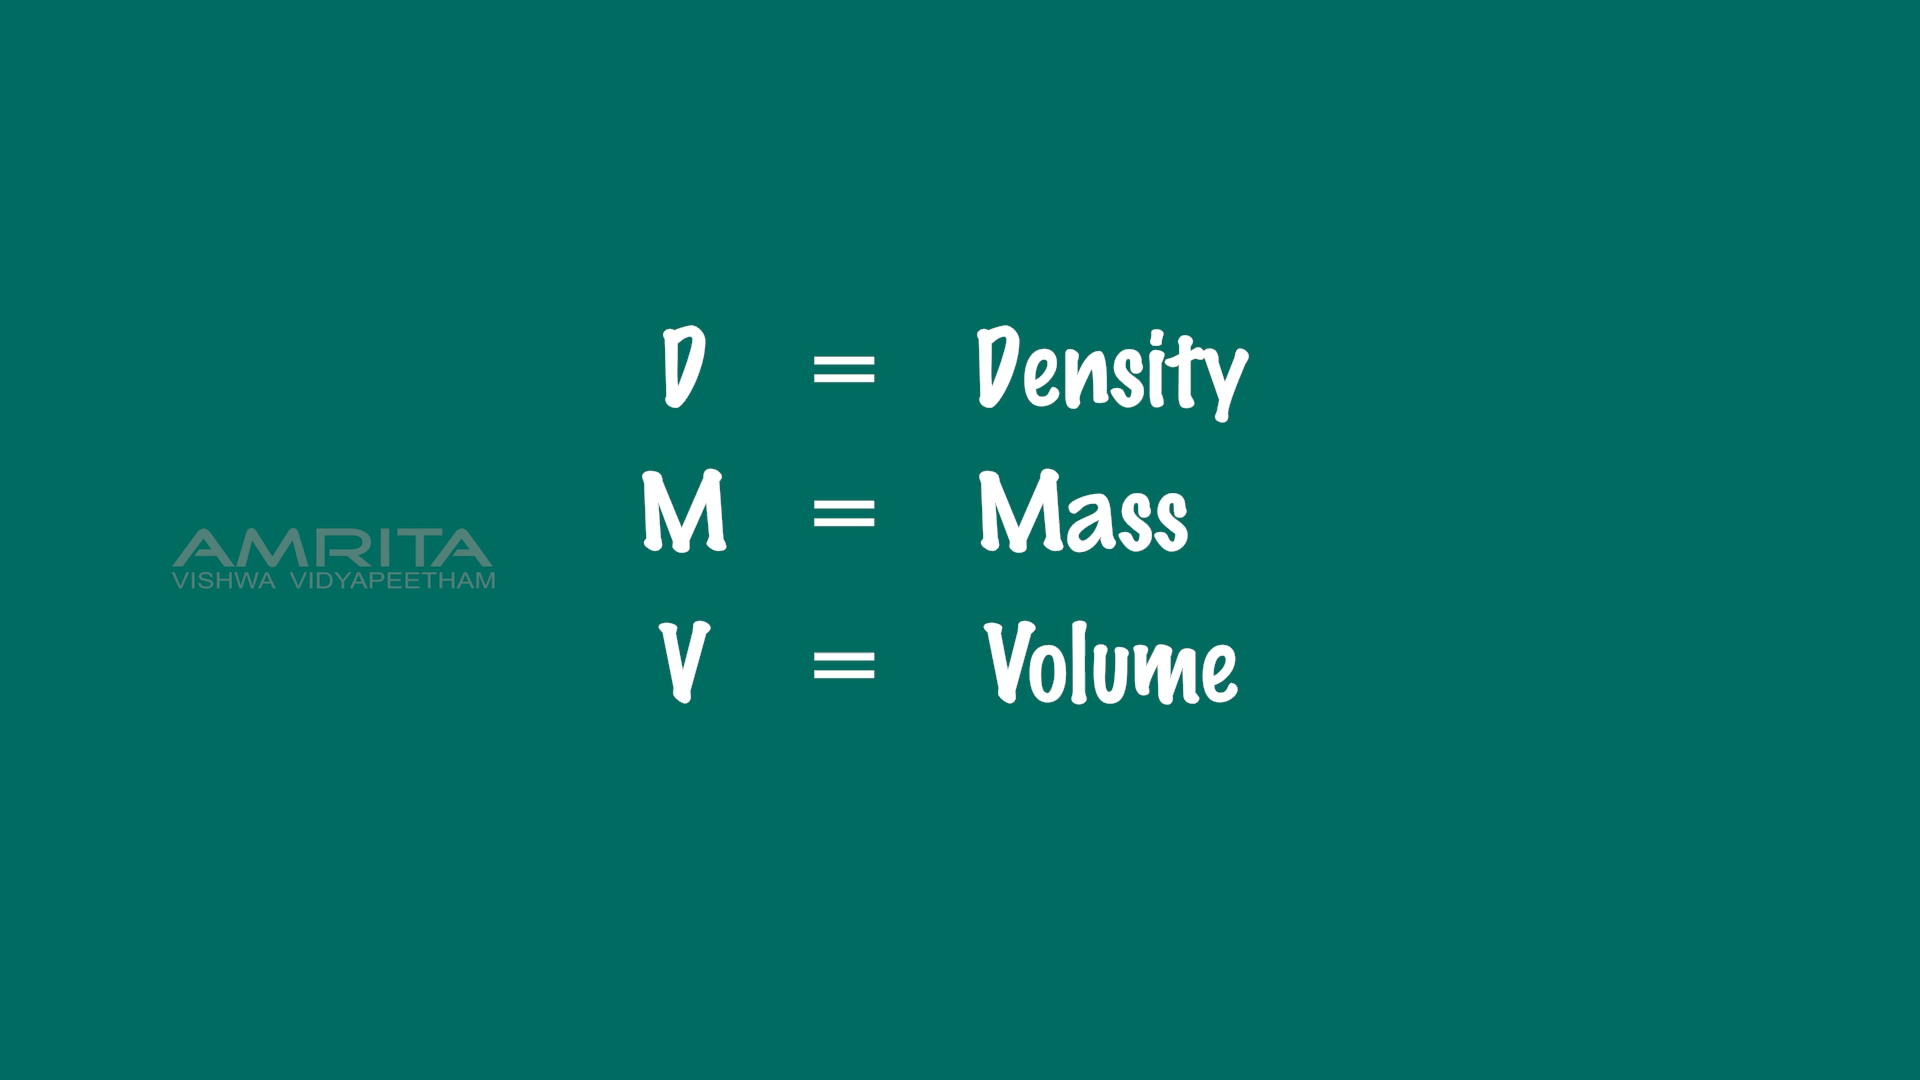 D = Density
M = Mass
AMRITA
VISHWA VIDYAPEETHAM
V = Volume